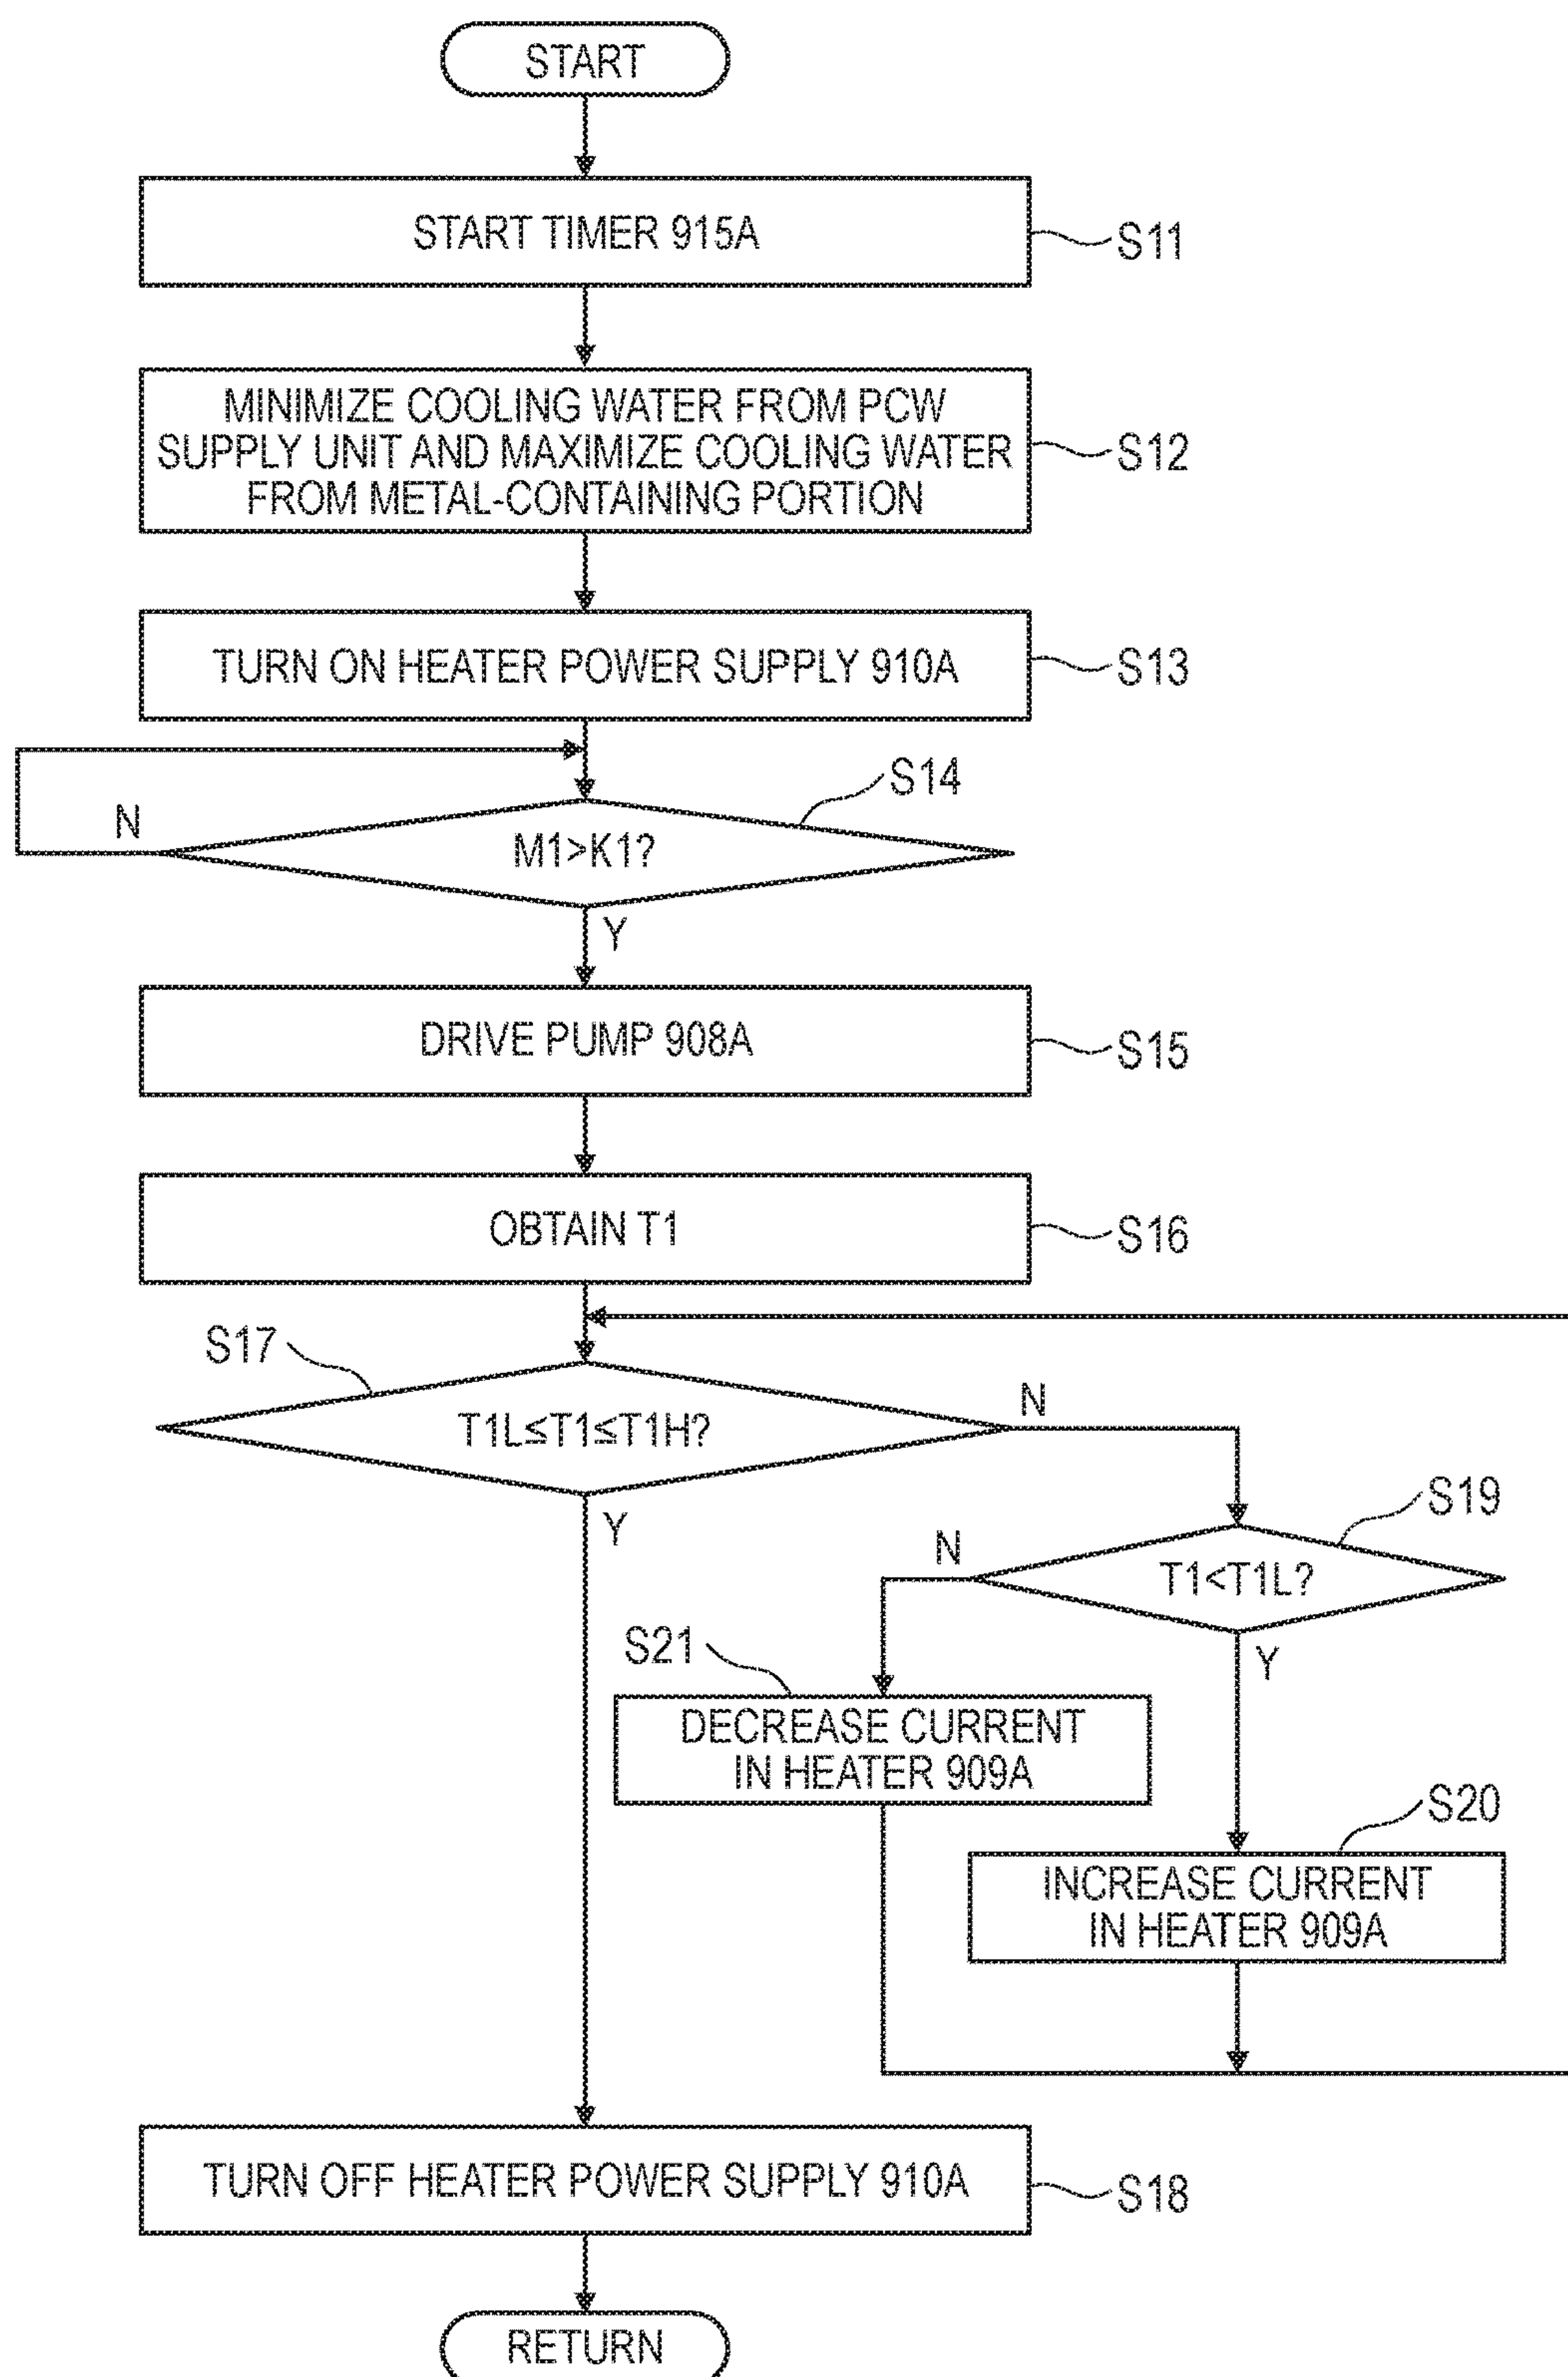 START
START TIMER 915A
S11
MINIMIZE COOLING WATER FROM PCW
SUPPLY UNIT AND MAXIMIZE COOLING WATER
FROM METAL-CONTAINING PORTION
S12
TURN ON HEATER POWER SUPPLY 910A
S13
S14
N
M1>K1?
Y
DRIVE PUMP 908A
S15
OBTAIN T1
S16
S17
T1L≤T1≤T1H?
N
Y
S19
N
T1<T1L?
Y
S21
DECREASE CURRENT
IN HEATER 909A
S20
INCREASE CURRENT
IN HEATER 909A
TURN OFF HEATER POWER SUPPLY 910A
S18
RETURN